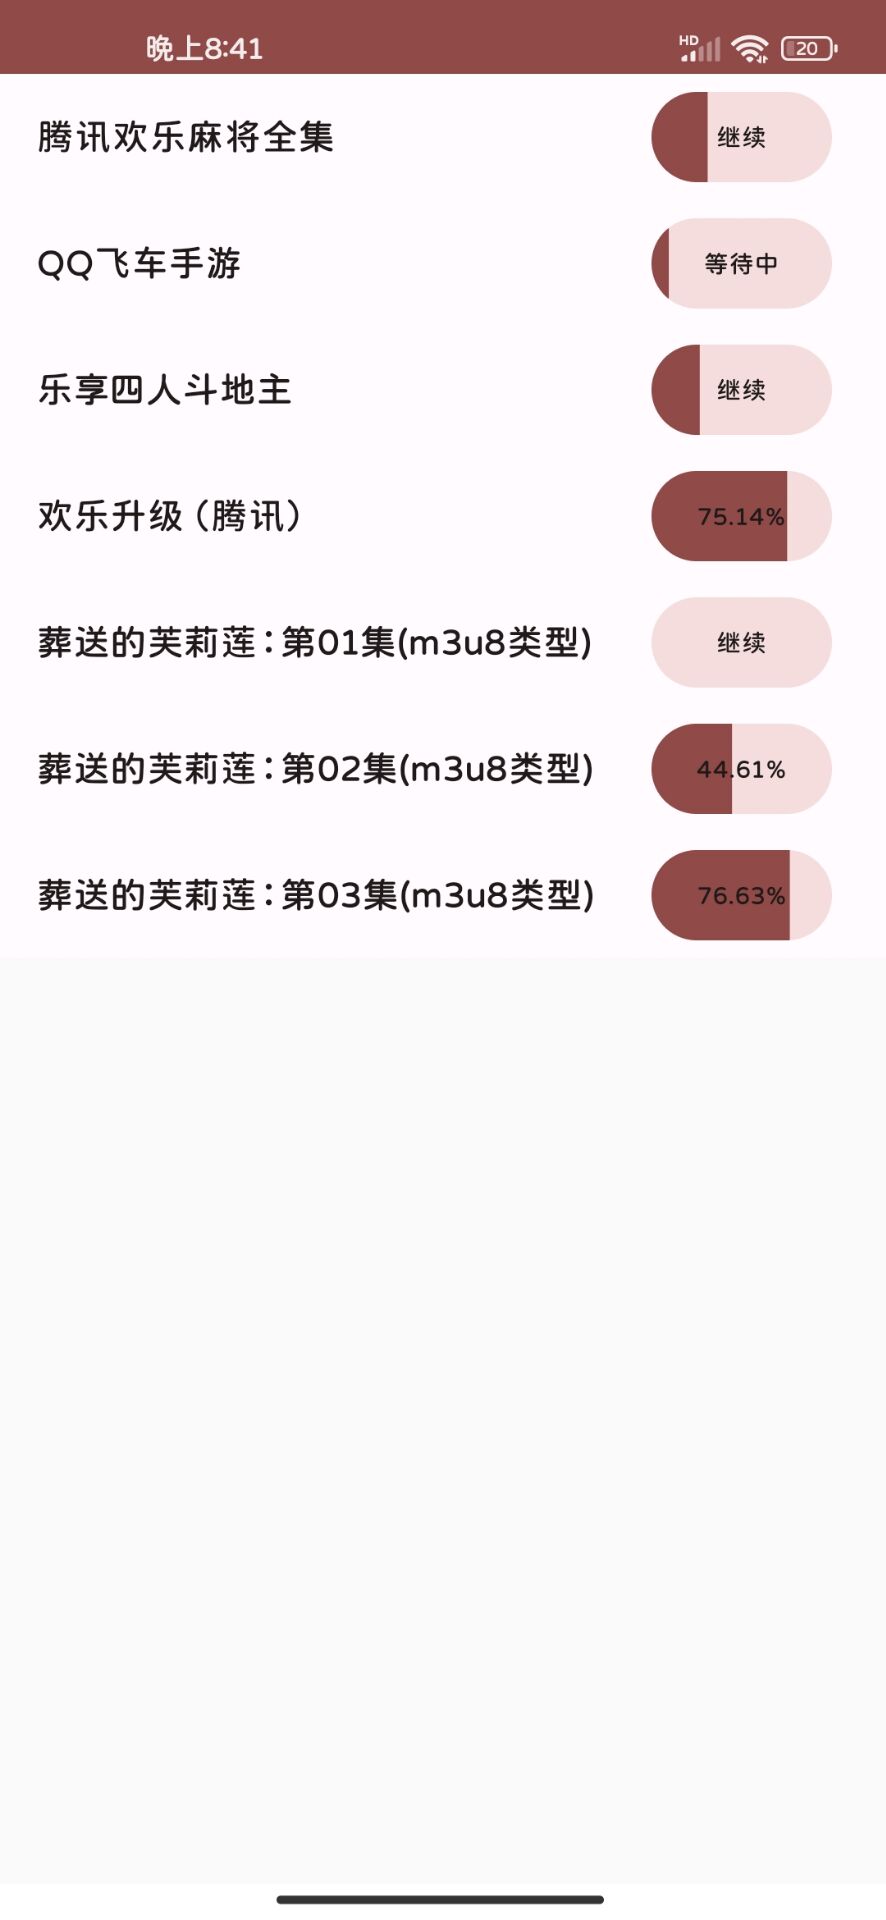 晚上8:41
HD
20
腾讯欢乐麻将全集
继续
QQ飞车手游
等待中
乐享四人斗地主
继续
欢乐升级（腾讯）
75.14%
葬送的芙莉莲：第01集(m3u8类型)
继续
葬送的芙莉莲：第02集(m3u8类型)
44.61%
葬送的芙莉莲：第03集(m3u8类型)
76.63%